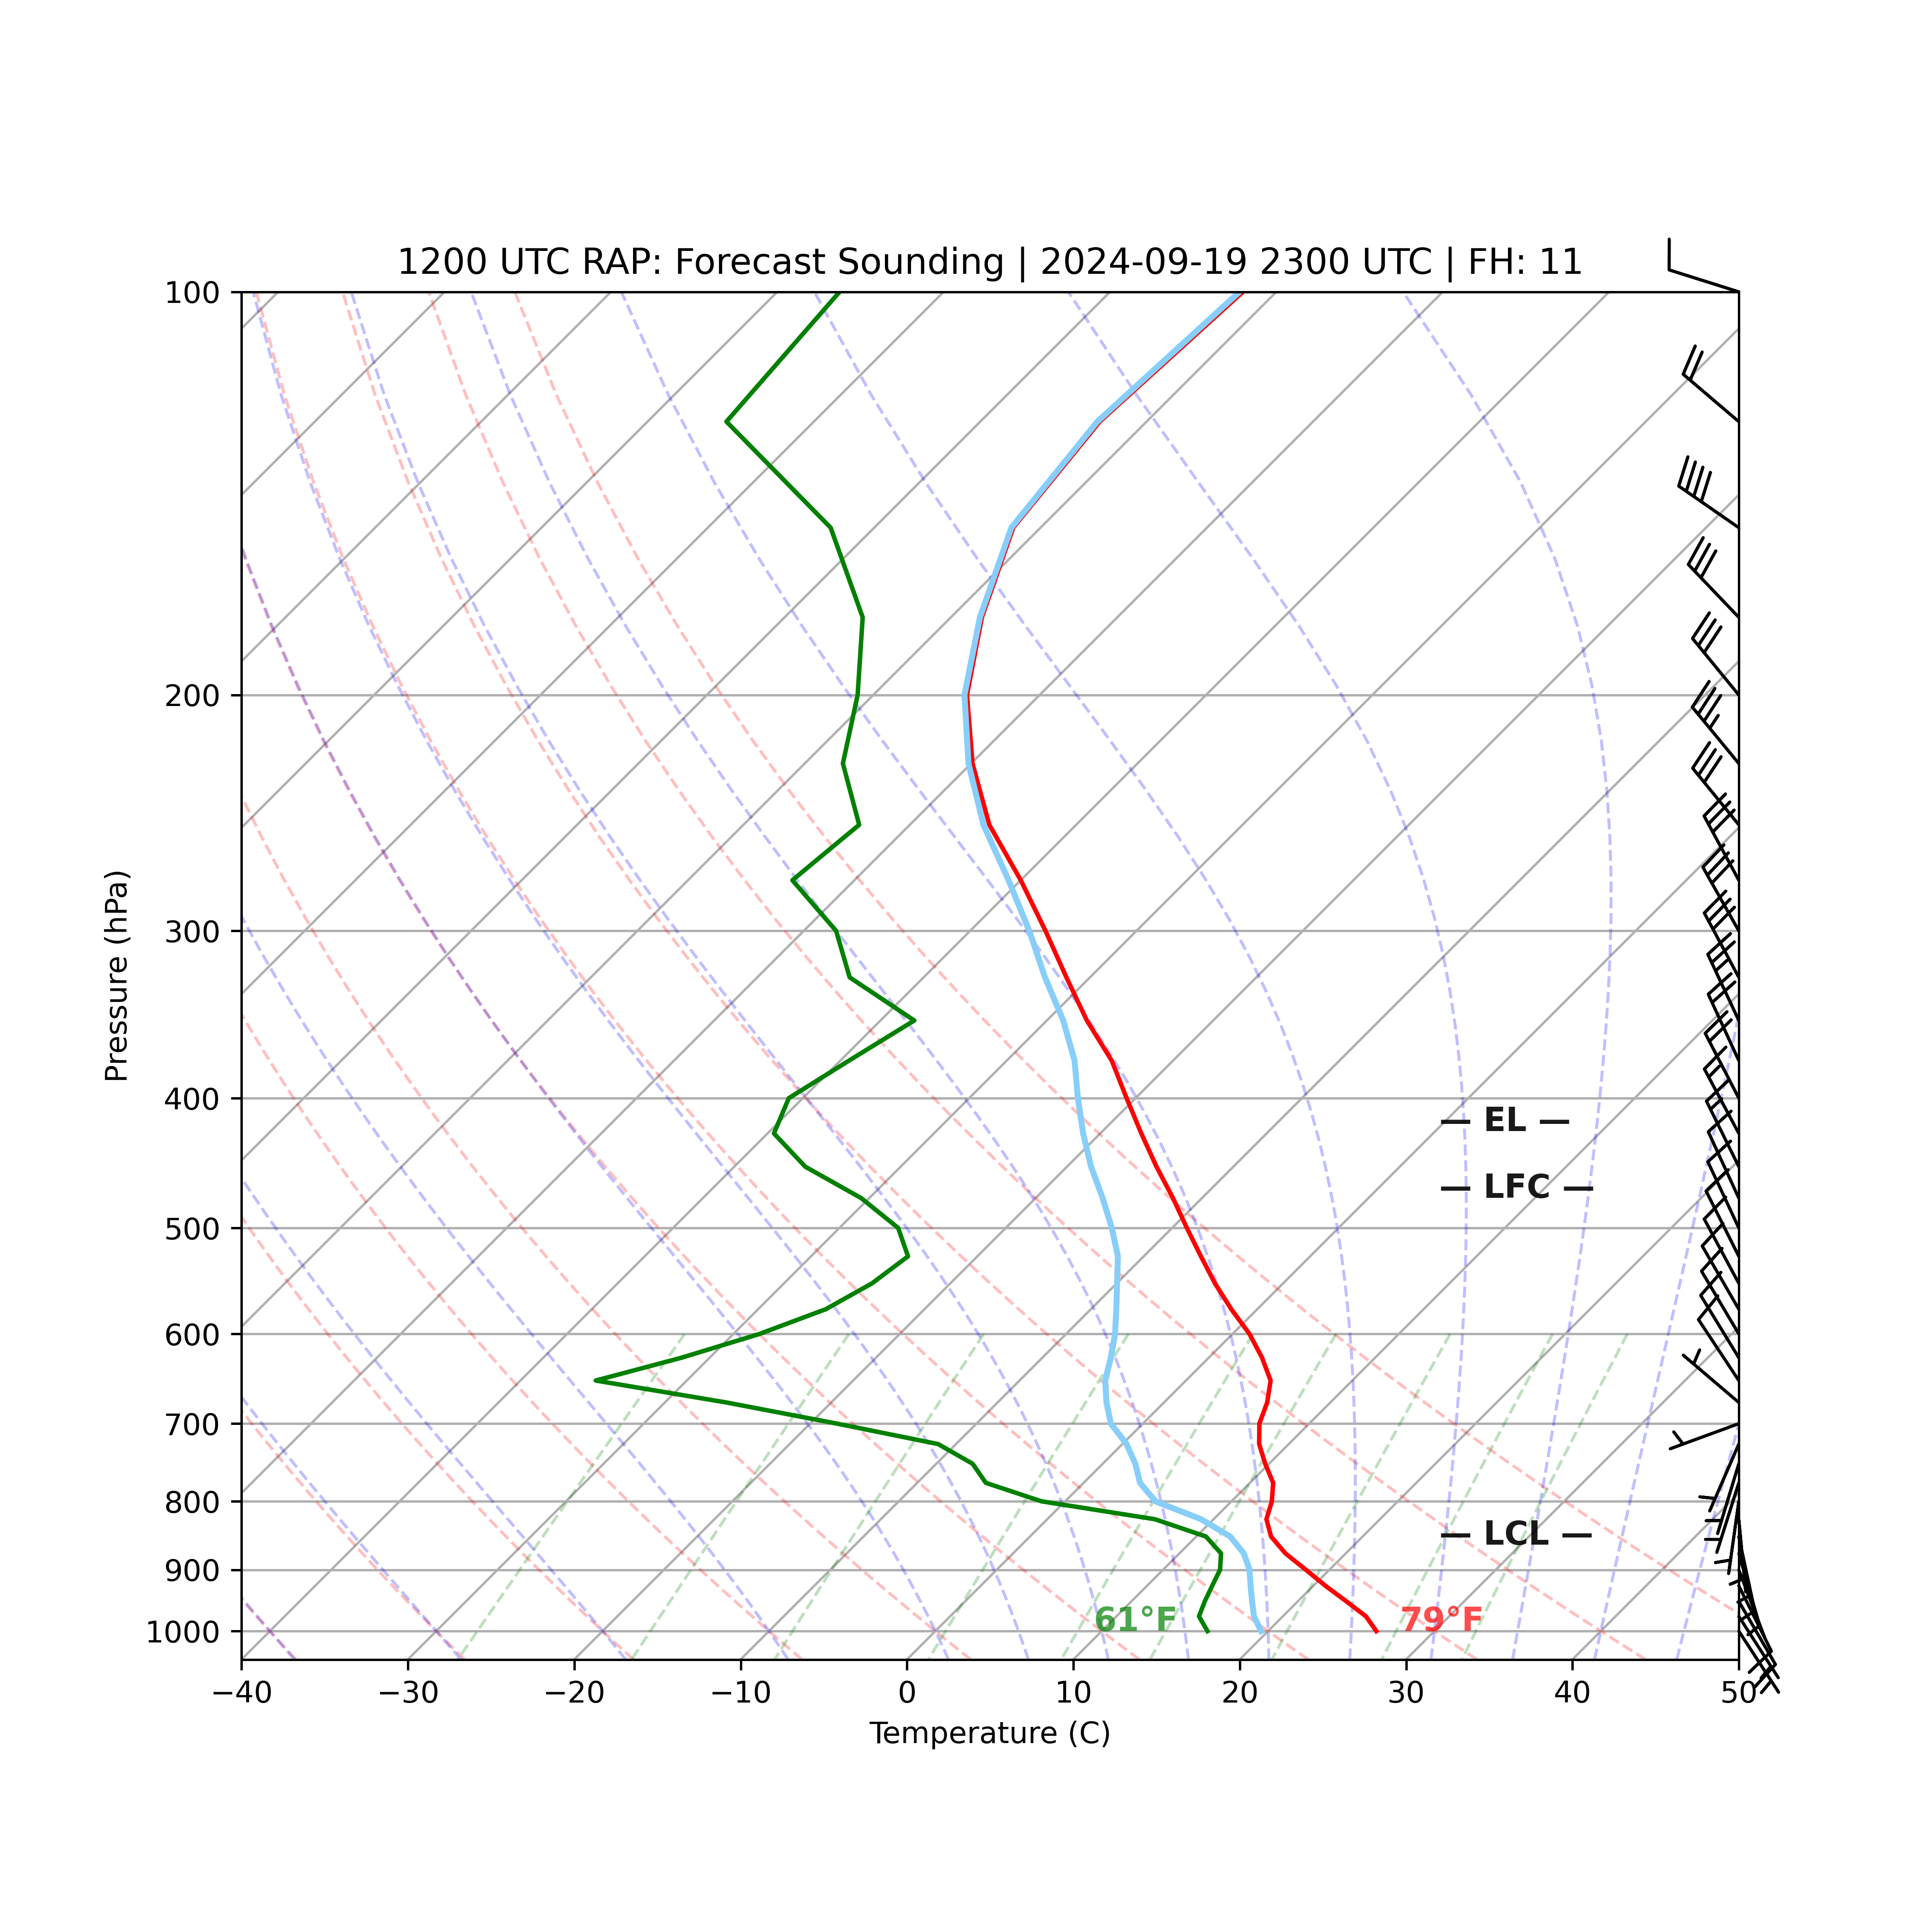 1200 UTC RAP: Forecast Sounding | 2024-09-19 2300 UTC | FH: 11
100
200
300
400
500
600
700
800
900
1000
Pressure (hPa)
— EL —
— LFC —
— LCL —
61°F
79°F
−40 −30 −20 −10 0 10 20 30 40 50
Temperature (C)